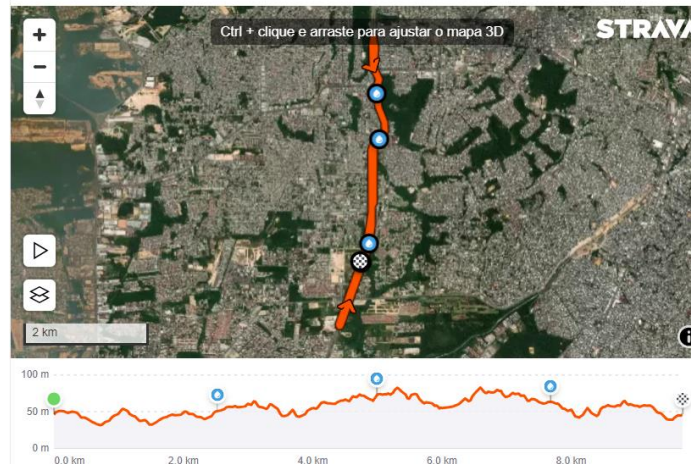 +
Ctrl + clique e arraste para ajustar o mapa 3D
STRAVA
−
2 km
i
100 m
50 m
0 m
0.0 km 2.0 km 4.0 km 6.0 km 8.0 km